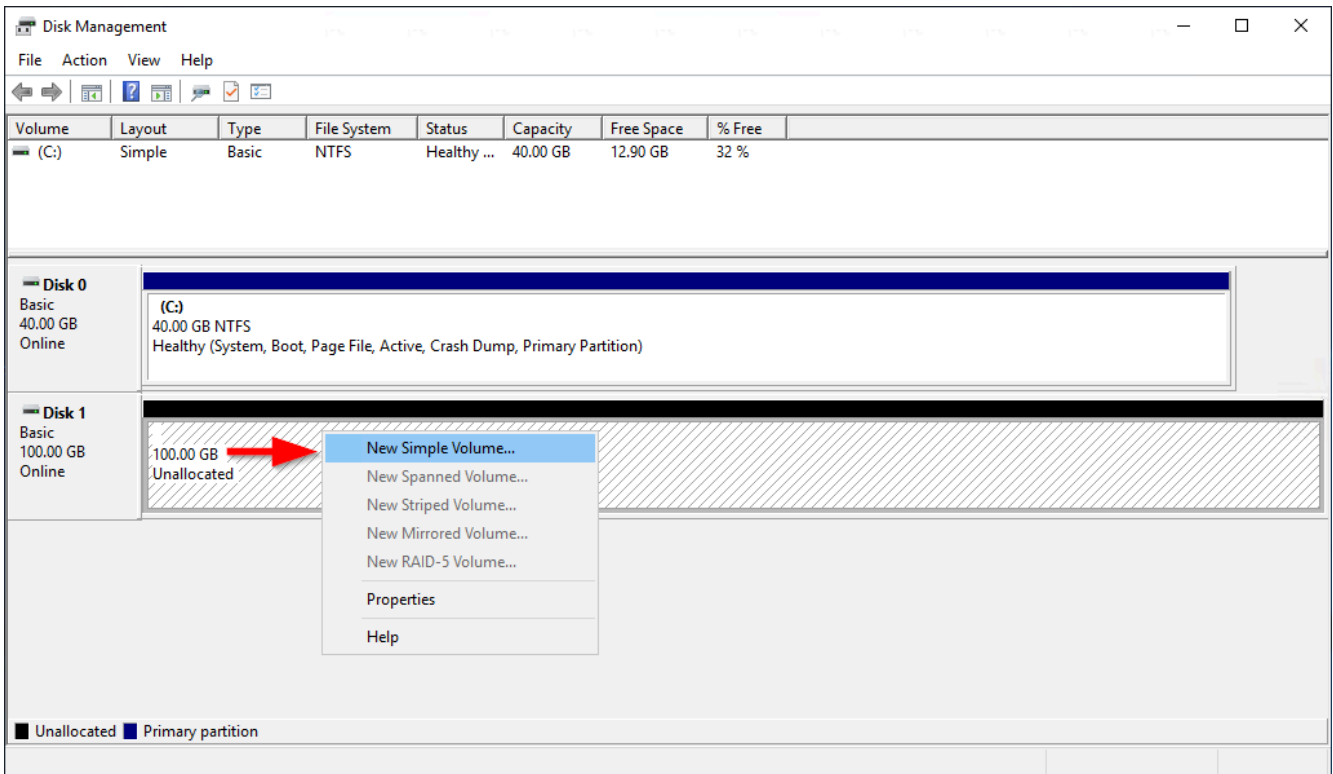 Disk Management
File Action View Help
Volume Layout Type File System Status Capacity Free Space % Free
(C:) Simple Basic NTFS Healthy ... 40.00 GB 12.90 GB 32 %
Disk 0
Basic
40.00 GB
Online
(C:)
40.00 GB NTFS
Healthy (System, Boot, Page File, Active, Crash Dump, Primary Partition)
Disk 1
Basic
100.00 GB
Online
100.00 GB
Unallocated
New Simple Volume...
New Spanned Volume...
New Striped Volume...
New Mirrored Volume...
New RAID-5 Volume...
Properties
Help
Unallocated Primary partition